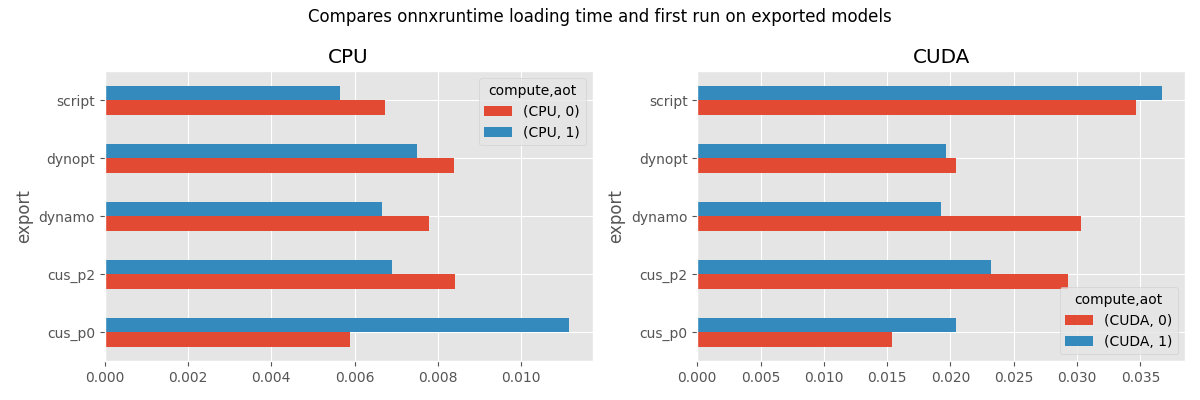 Compares onnxruntime loading time and first run on exported models
CPU
export
script
dynopt
dynamo
cus_p2
cus_p0
compute,aot
(CPU, 0)
(CPU, 1)
0.000 0.002 0.004 0.006 0.008 0.010
CUDA
export
script
dynopt
dynamo
cus_p2
cus_p0
compute,aot
(CUDA, 0)
(CUDA, 1)
0.000 0.005 0.010 0.015 0.020 0.025 0.030 0.035